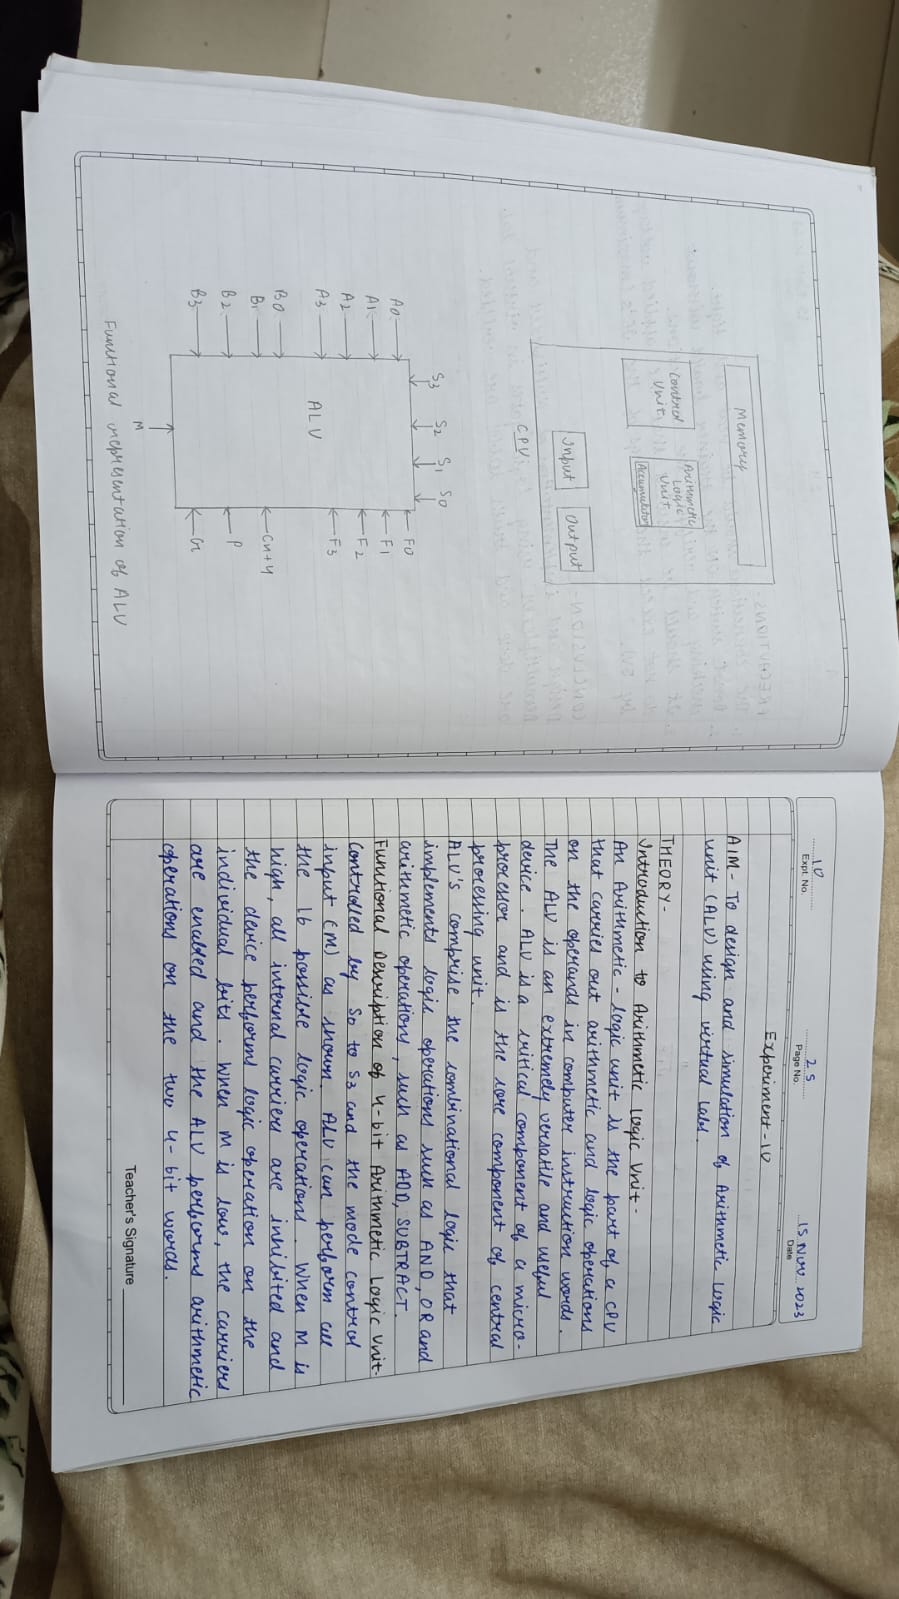 Memory
Control
Unit
Arithmetic
Logic
Unit
Accumulator
Input
Output
CPU
S3 S2 S1 S0
A0
A1
A2
A3
B0
B1
B2
B3
ALU
F0
F1
F2
F3
Cn+4
P
G
M
Functional representation of ALU
10
Expt. No.
25
Page No.
15 Nov 2023
Date
Experiment-10
AIM- To design and simulation of Arithmetic Logic
unit (ALU) using virtual Labs.
THEORY-
Introduction to Arithmetic Logic Unit-
An Arithmetic-logic unit is the part of a CPU
that carries out arithmetic and logic operations
on the operands in computer instruction words.
The ALU is an extremely versatile and useful
device. ALU is a critical component of a micro-
processor and is the core component of central
processing unit.
ALU's comprise the combinational logic that
implements logic operations such as AND, OR and
arithmetic operations, such as ADD, SUBTRACT.
Functional Description of 4-bit Arithmetic Logic Unit-
Controlled by S0 to S3 and the mode control
input (M) as shown. ALU can perform all
the 16 possible logic operations. When M is
high, all internal carriers are inhibited and
the device performs logic operation on the
individual bits. When M is low, the carriers
are enabled and the ALU performs arithmetic
operations on the two 4-bit words.
Teacher's Signature